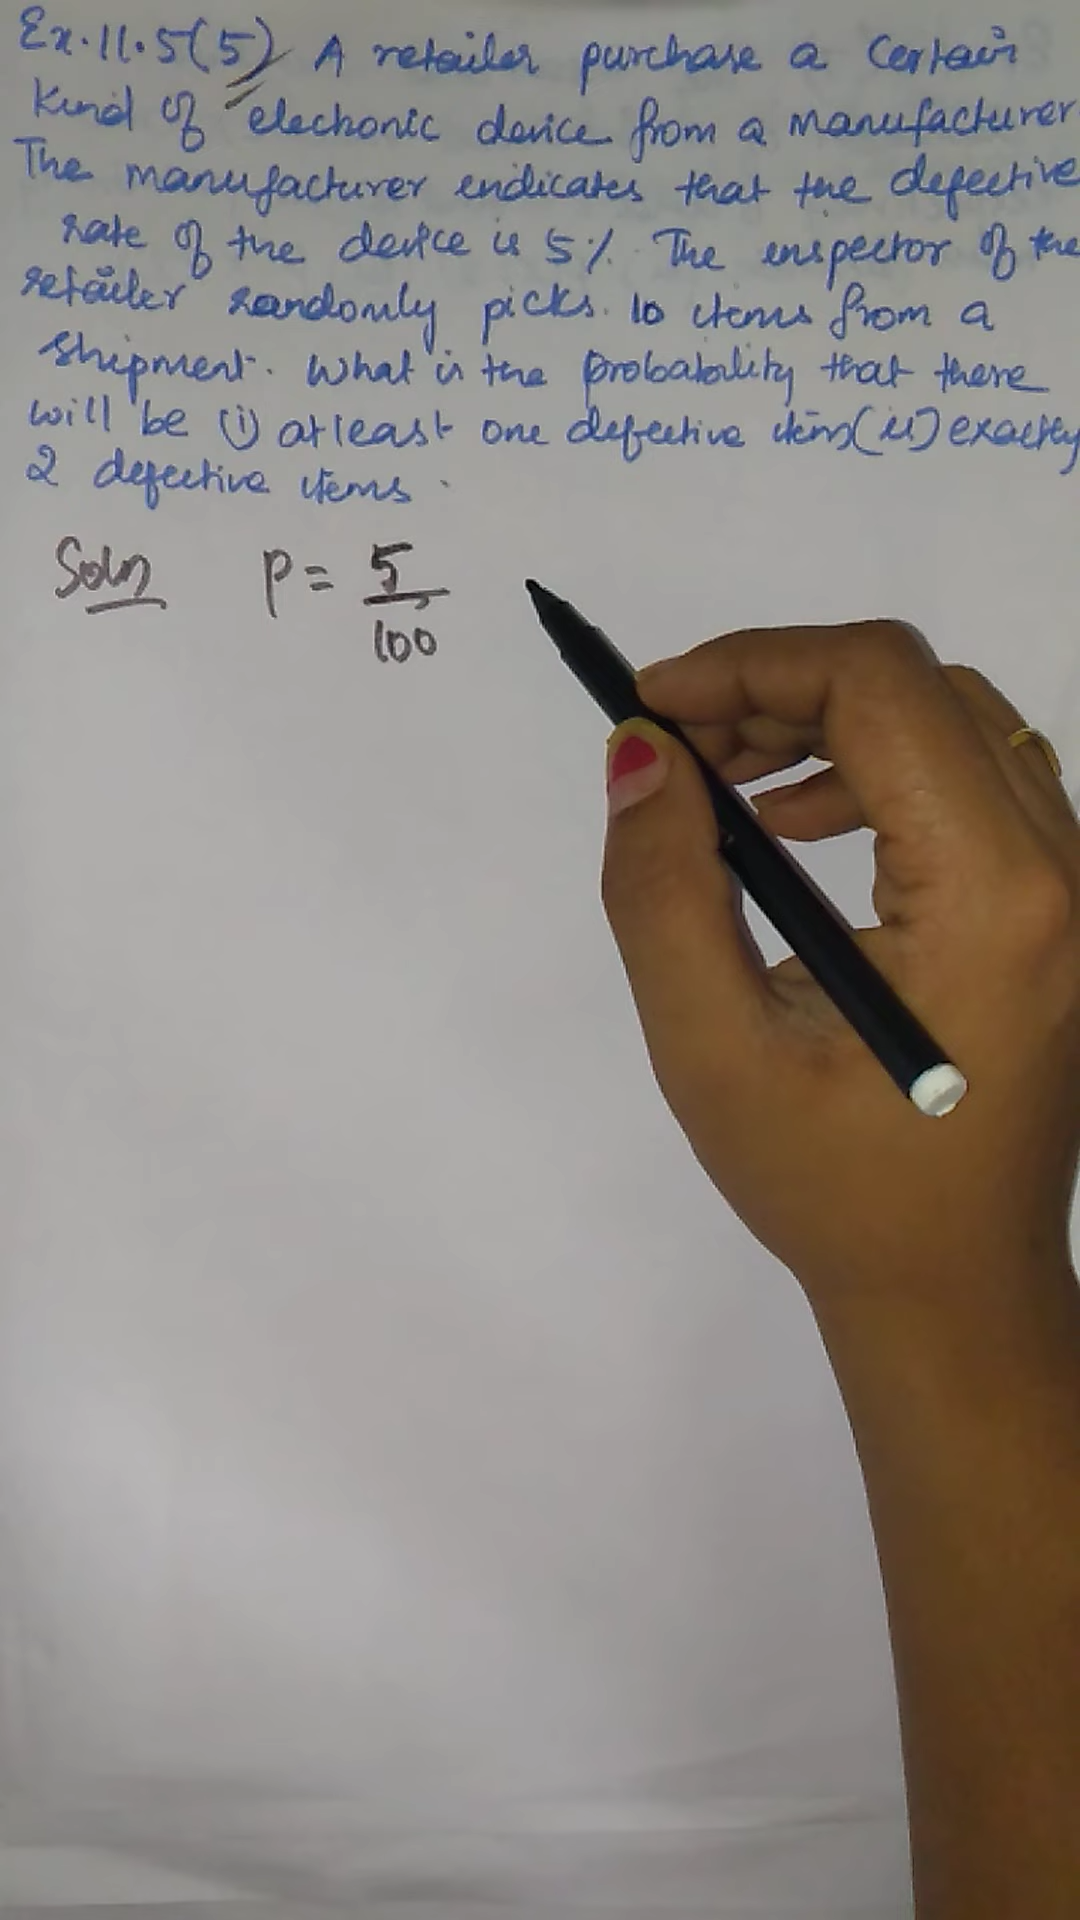 Ex.11.5(5) A retailer purchase a Certain
Kind of electronic device from a manufacturer
The manufacturer indicates that the defective
rate of the device is 5%. The inspector of the
retailer randomly picks 10 items from a
shipment. What is the probability that there
will be (i) atleast one defective item (ii) exactly
2 defective items.
Soln P = 5/100